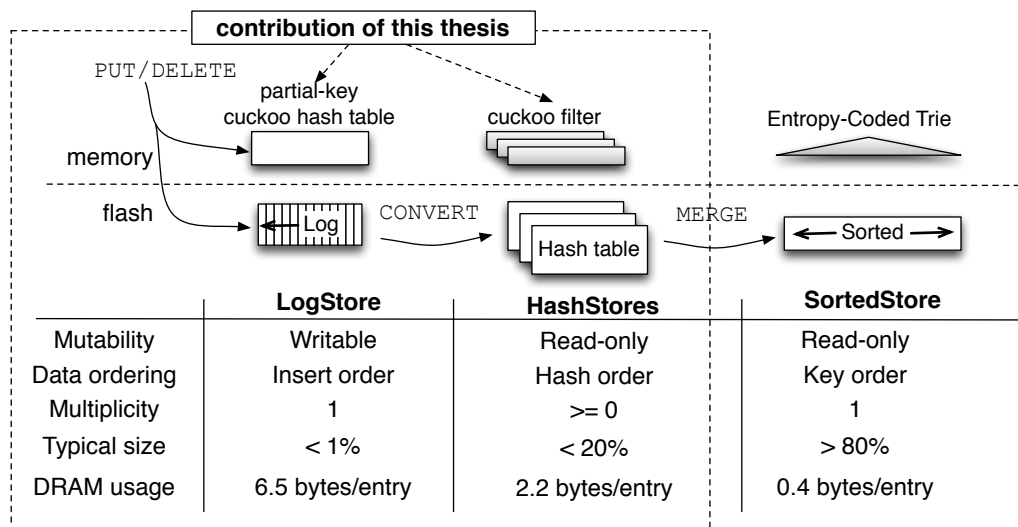 contribution of this thesis
PUT/DELETE
partial-key
cuckoo hash table
cuckoo filter
Entropy-Coded Trie
memory
flash
Log
CONVERT
Hash table
MERGE
Sorted
LogStore HashStores SortedStore
Mutability Writable Read-only Read-only
Data ordering Insert order Hash order Key order
Multiplicity 1 >= 0 1
Typical size < 1% < 20% > 80%
DRAM usage 6.5 bytes/entry 2.2 bytes/entry 0.4 bytes/entry